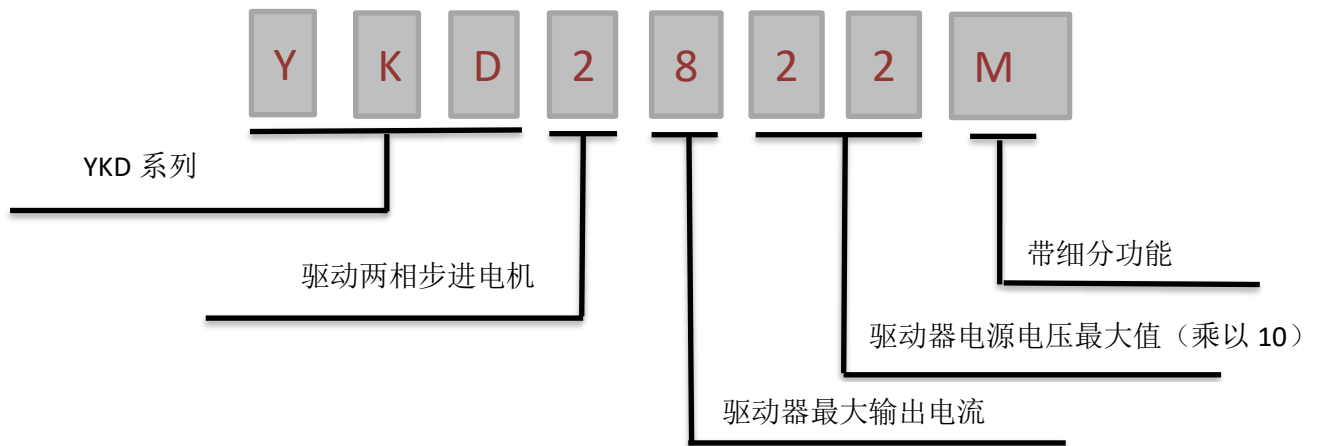 Y K D 2 8 2 2 M
YKD 系列
带细分功能
驱动两相步进电机
驱动器电源电压最大值（乘以 10）
驱动器最大输出电流